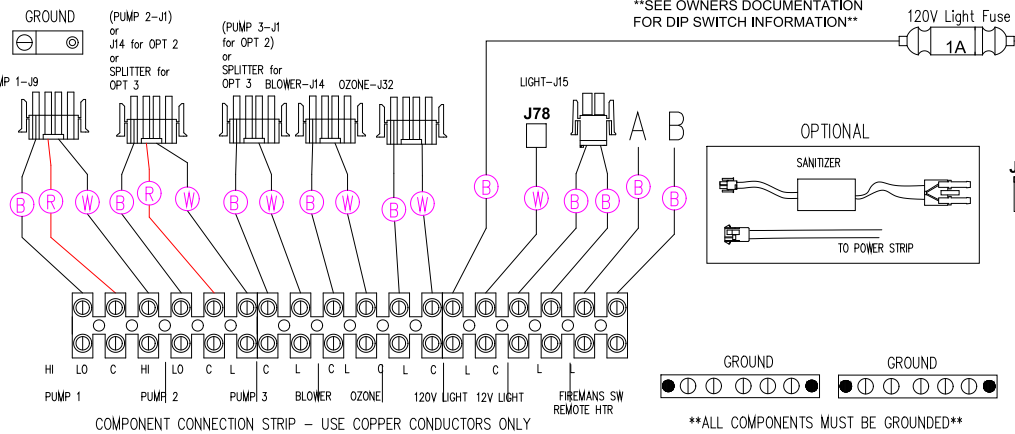 GROUND
(PUMP 2-J1)
or
J14 for OPT 2
or
SPLITTER for
OPT 3
(PUMP 3-J1
for OPT 2)
or
SPLITTER for
OPT 3
**SEE OWNERS DOCUMENTATION
FOR DIP SWITCH INFORMATION**
120V Light Fuse
1A
MP 1-J9
BLOWER-J14
OZONE-J32
LIGHT-J15
J78
A B
OPTIONAL
SANITIZER
TO POWER STRIP
J
B R W B R W B W B W B W B W B B B B
HI LO C HI LO C L C L C L C L C L C L L
PUMP 1 PUMP 2 PUMP 3 BLOWER OZONE 120V LIGHT 12V LIGHT FIREMANS SW
REMOTE HTR
COMPONENT CONNECTION STRIP - USE COPPER CONDUCTORS ONLY
GROUND GROUND
**ALL COMPONENTS MUST BE GROUNDED**